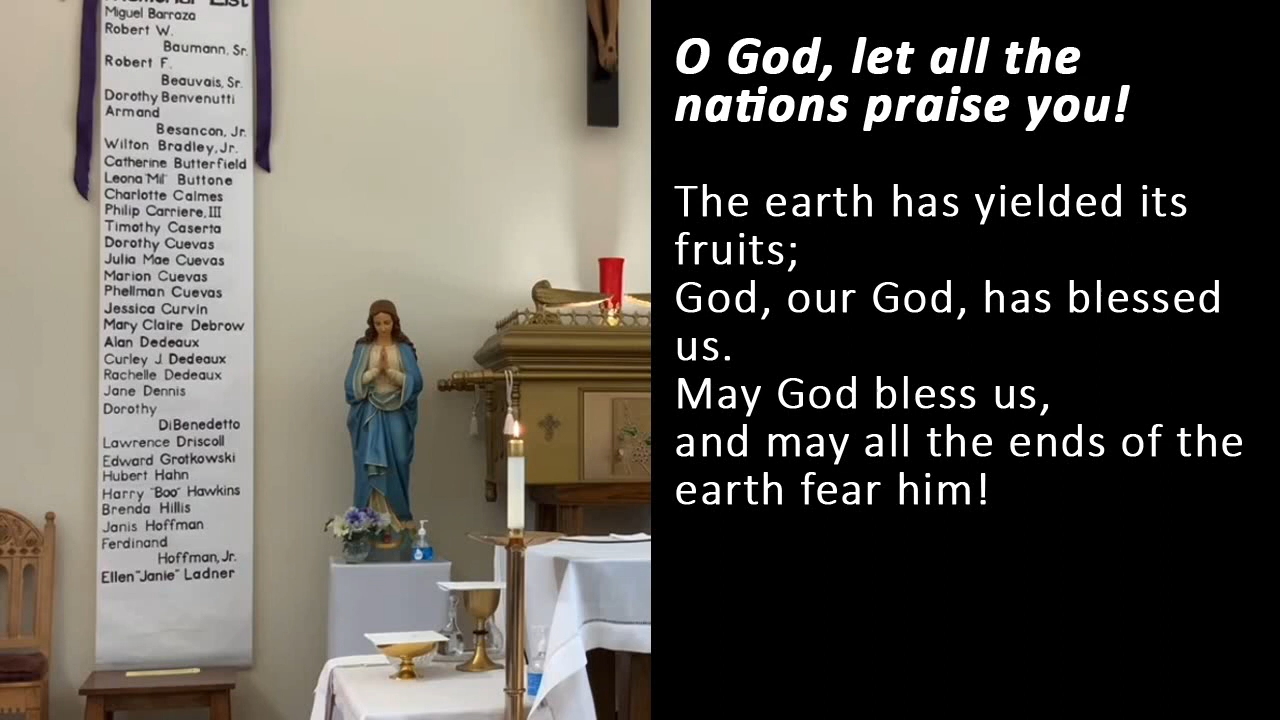 Memorial List
Miguel Barraza
Robert W.
Baumann, Sr.
Robert F.
Beauvais, Sr.
Dorothy Benvenutti
Armand
Besancon, Jr.
Wilton Bradley, Jr.
Catherine Butterfield
Leona "Mil" Buttone
Charlotte Calmes
Philip Carriere, III
Timothy Caserta
Dorothy Cuevas
Julia Mae Cuevas
Marion Cuevas
Phellman Cuevas
Jessica Curvin
Mary Claire Debrow
Alan Dedeaux
Curley J. Dedeaux
Rachelle Dedeaux
Jane Dennis
Dorothy
DiBenedetto
Lawrence Driscoll
Edward Grotkowski
Hubert Hahn
Harry "Boo" Hawkins
Brenda Hillis
Janis Hoffman
Ferdinand
Hoffman, Jr.
Ellen "Janie" Ladner
O God, let all the
nations praise you!
The earth has yielded its
fruits;
God, our God, has blessed
us.
May God bless us,
and may all the ends of the
earth fear him!